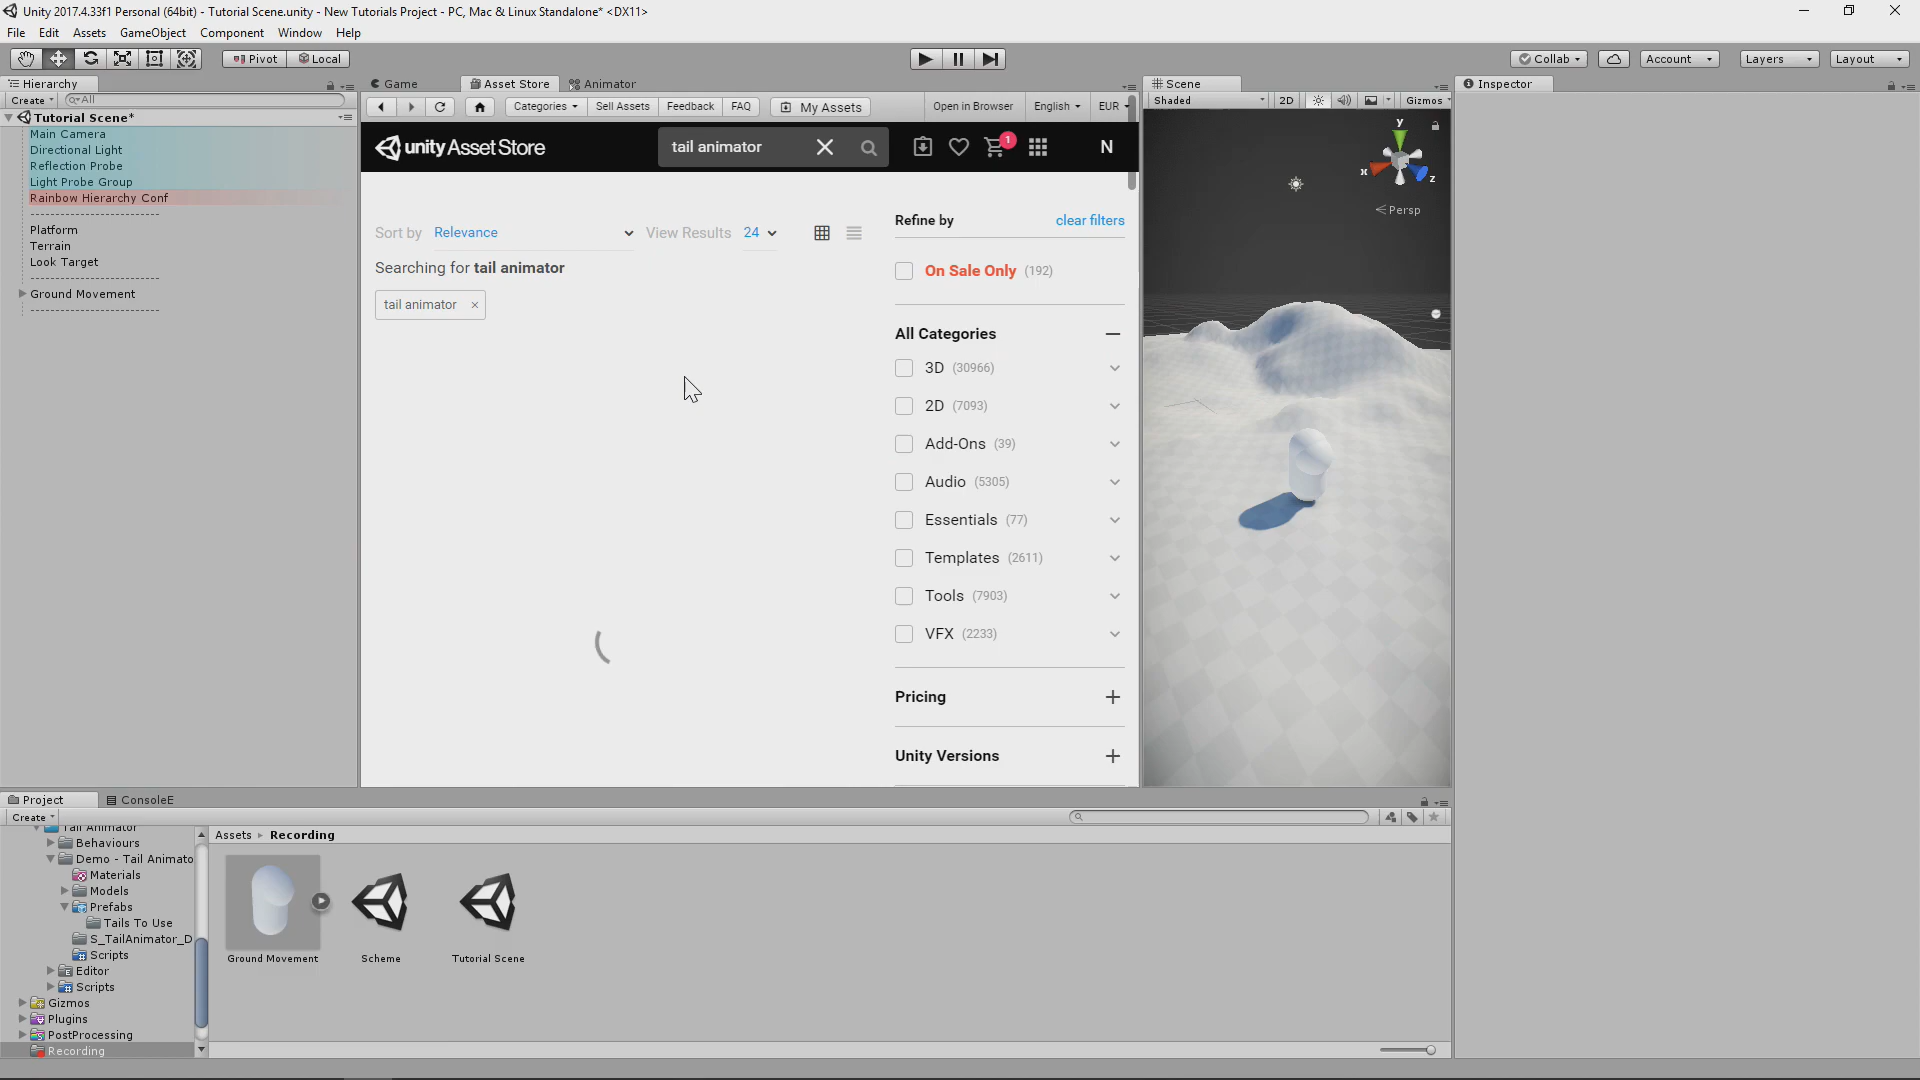 Unity 2017.4.33f1 Personal (64bit) - Tutorial Scene.unity - New Tutorials Project - PC, Mac & Linux Standalone* <DX11>
File Edit Assets GameObject Component Window Help
Pivot Local Collab Account Layers Layout
Hierarchy
Create All
Tutorial Scene*
Main Camera
Directional Light
Reflection Probe
Light Probe Group
Rainbow Hierarchy Conf
Platform
Terrain
Look Target
Ground Movement
Game Asset Store Animator
Categories Sell Assets Feedback FAQ My Assets Open in Browser English EUR
unity Asset Store tail animator 1 N
Sort by Relevance View Results 24
Searching for tail animator
tail animator ×
Refine by clear filters
On Sale Only (192)
All Categories
3D (30966)
2D (7093)
Add-Ons (39)
Audio (5305)
Essentials (77)
Templates (2611)
Tools (7903)
VFX (2233)
Pricing
Unity Versions
Scene
Shaded 2D Gizmos
y
x
z
Persp
Inspector
Project ConsoleE
Create
Tail Animator
Behaviours
Demo - Tail Animato
Materials
Models
Prefabs
Tails To Use
S_TailAnimator_D
Scripts
Editor
Scripts
Gizmos
Plugins
PostProcessing
Recording
Assets Recording
Ground Movement Scheme Tutorial Scene